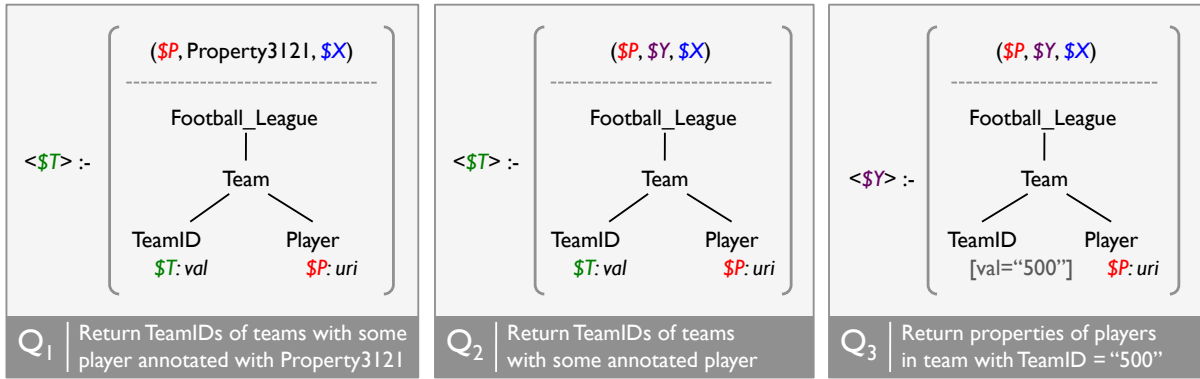 ($P, Property3121, $X)
Football_League
<$T> :-
Team
TeamID Player
$T: val $P: uri
Q1 Return TeamIDs of teams with some
player annotated with Property3121
($P, $Y, $X)
Football_League
<$T> :-
Team
TeamID Player
$T: val $P: uri
Q2 Return TeamIDs of teams
with some annotated player
($P, $Y, $X)
Football_League
<$Y> :-
Team
TeamID Player
[val=“500”] $P: uri
Q3 Return properties of players
in team with TeamID = “500”